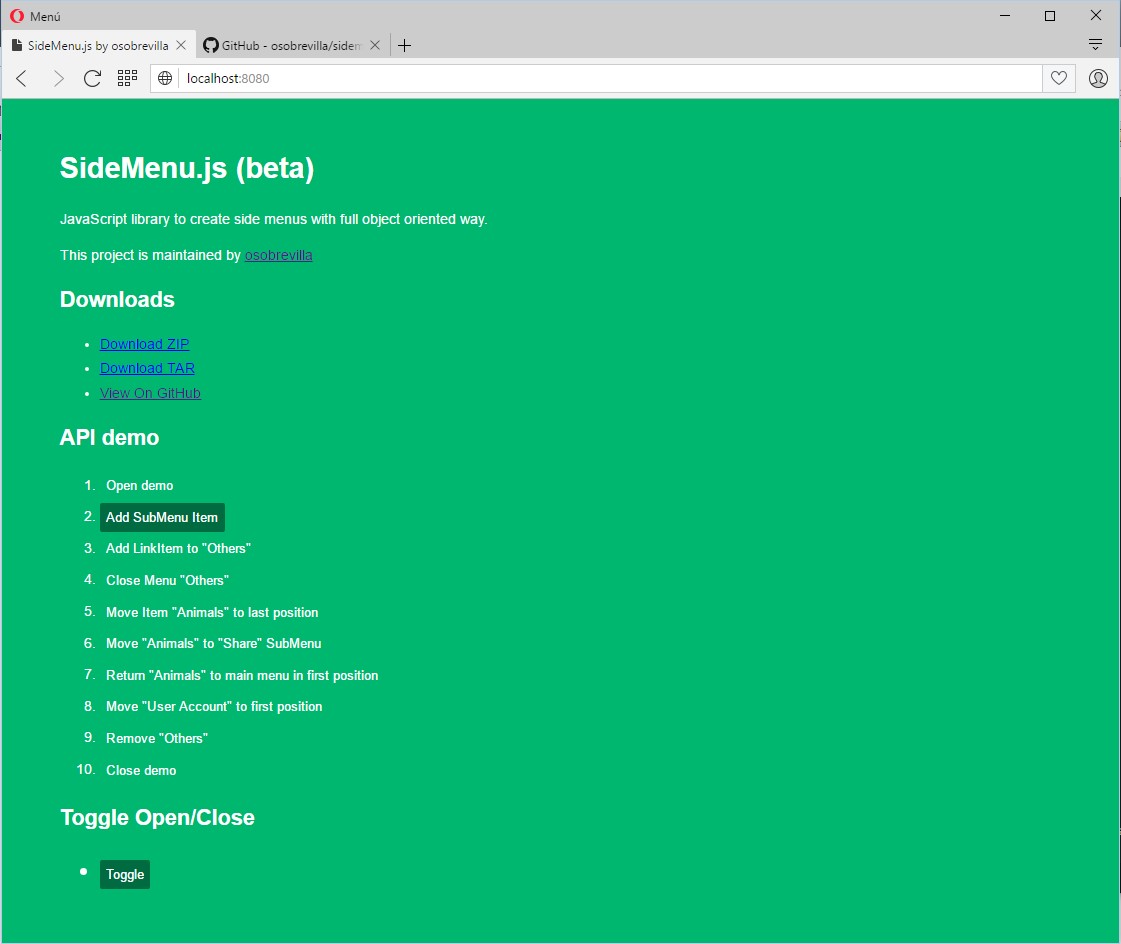 Menú
SideMenu.js by osobrevilla
GitHub - osobrevilla/sidem
localhost:8080
SideMenu.js (beta)
JavaScript library to create side menus with full object oriented way.
This project is maintained by osobrevilla
Downloads
• Download ZIP
• Download TAR
• View On GitHub
API demo
1. Open demo
2. Add SubMenu Item
3. Add LinkItem to "Others"
4. Close Menu "Others"
5. Move Item "Animals" to last position
6. Move "Animals" to "Share" SubMenu
7. Return "Animals" to main menu in first position
8. Move "User Account" to first position
9. Remove "Others"
10. Close demo
Toggle Open/Close
• Toggle